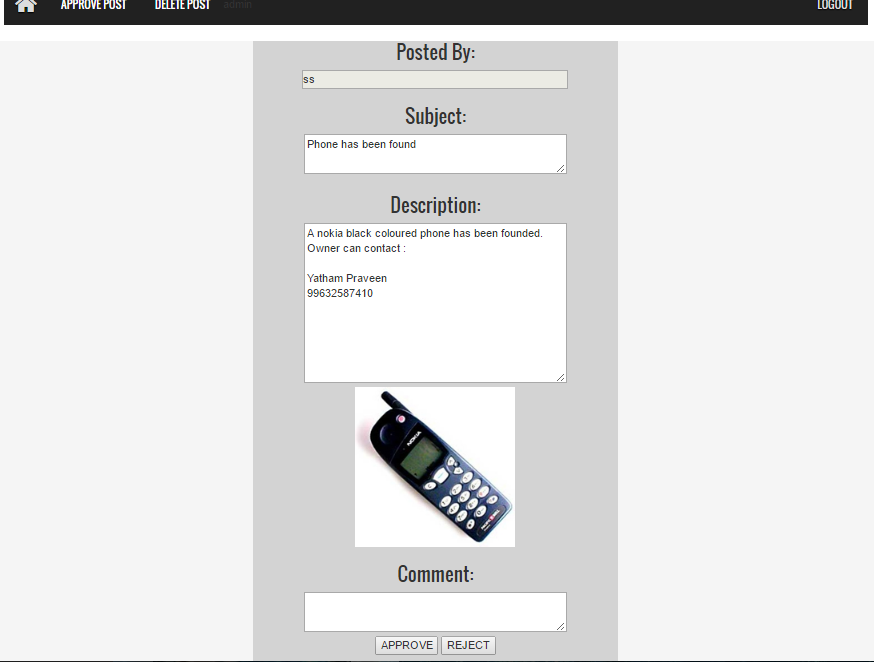 APPROVE POST DELETE POST admin LOGOUT
Posted By:
ss
Subject:
Phone has been found
Description:
A nokia black coloured phone has been founded.
Owner can contact :
Yatham Praveen
99632587410
NOKIA
Comment:
APPROVE REJECT